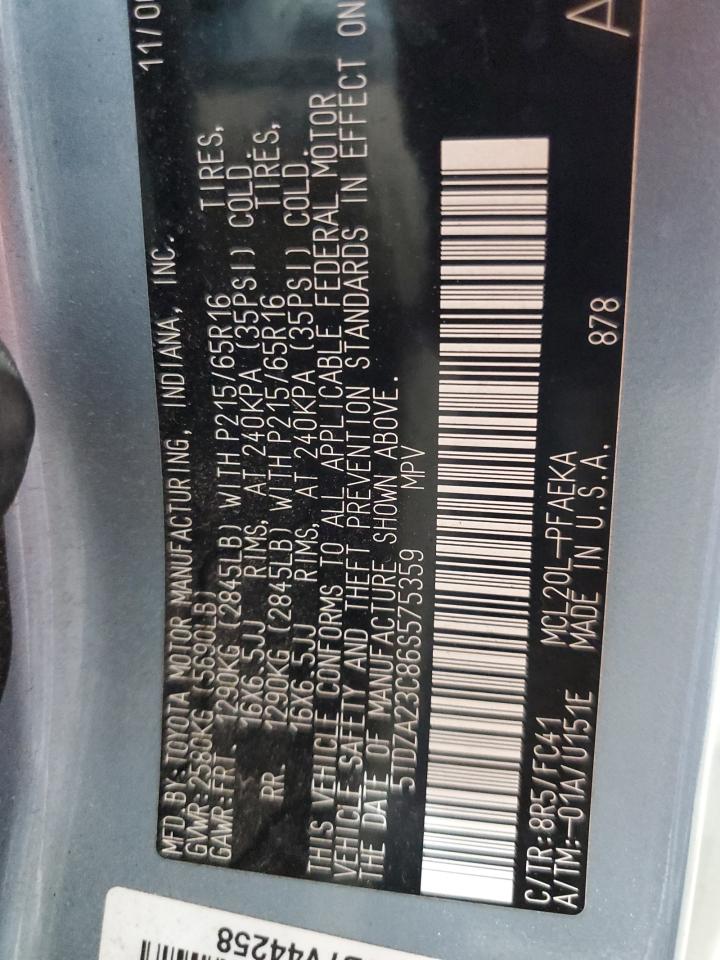 11/0
MFD BY: TOYOTA MOTOR MANUFACTURING, INDIANA, INC.
GVWR: 2580KG (5690LB)
GAWR: FRT. 1290KG (2845LB) WITH P215/65R16 TIRES,
16X6.5JJ RIMS, AT 240KPA (35PSI) COLD.
RR. 1290KG (2845LB) WITH P215/65R16 TIRES,
16X6.5JJ RIMS, AT 240KPA (35PSI) COLD.
THIS VEHICLE CONFORMS TO ALL APPLICABLE FEDERAL MOTOR
VEHICLE SAFETY AND THEFT PREVENTION STANDARDS IN EFFECT ON
THE DATE OF MANUFACTURE SHOWN ABOVE.
5TDZA23C86S575359 MPV
C/TR: 8R5/FC41 MCL20L-PFAEKA 878
A/TM:-01A/U151E MADE IN U.S.A.
A
V44258